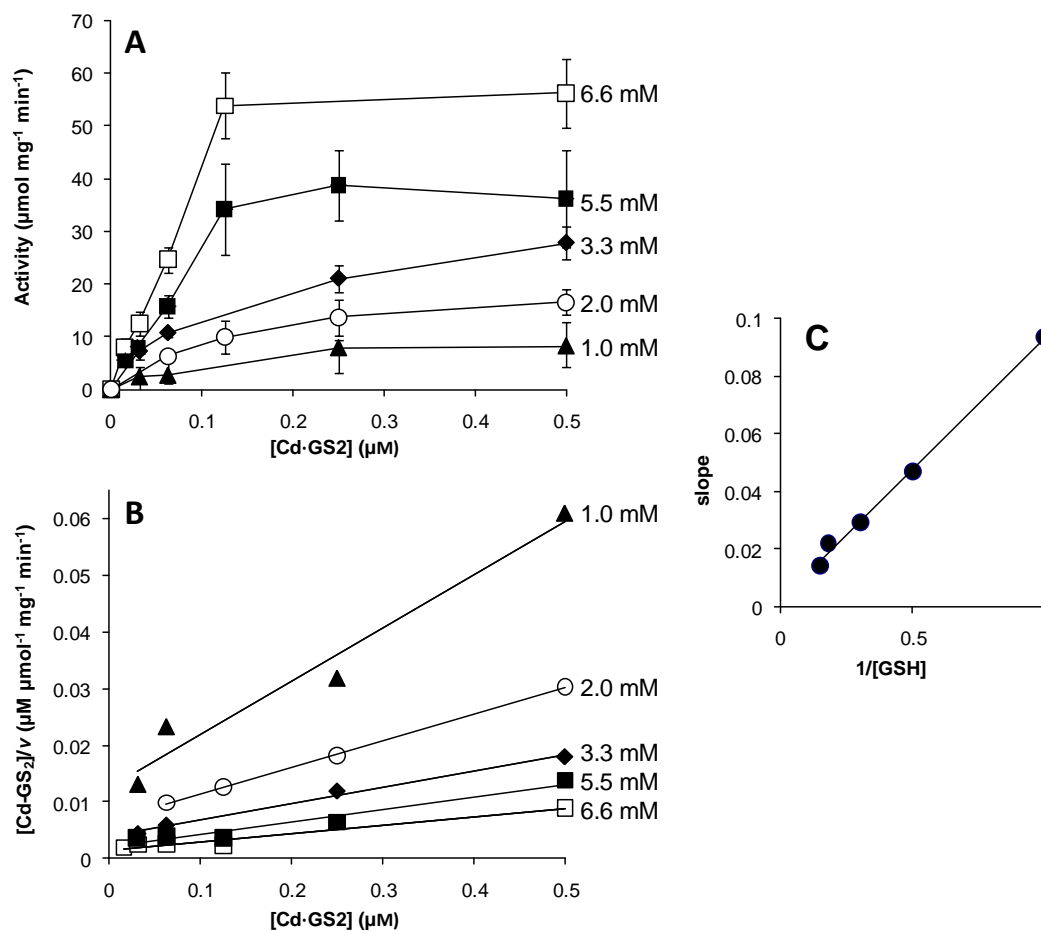 A
Activity (µmol mg⁻¹ min⁻¹)
70
60
50
40
30
20
10
0
6.6 mM
5.5 mM
3.3 mM
2.0 mM
1.0 mM
0 0.1 0.2 0.3 0.4 0.5
[Cd·GS2] (µM)
B
[Cd-GS₂]/v (µM µmol⁻¹ mg⁻¹ min⁻¹)
0.06
0.05
0.04
0.03
0.02
0.01
0
1.0 mM
2.0 mM
3.3 mM
5.5 mM
6.6 mM
0 0.1 0.2 0.3 0.4 0.5
[Cd·GS2] (µM)
C
slope
0.1
0.08
0.06
0.04
0.02
0
0 0.5
1/[GSH]